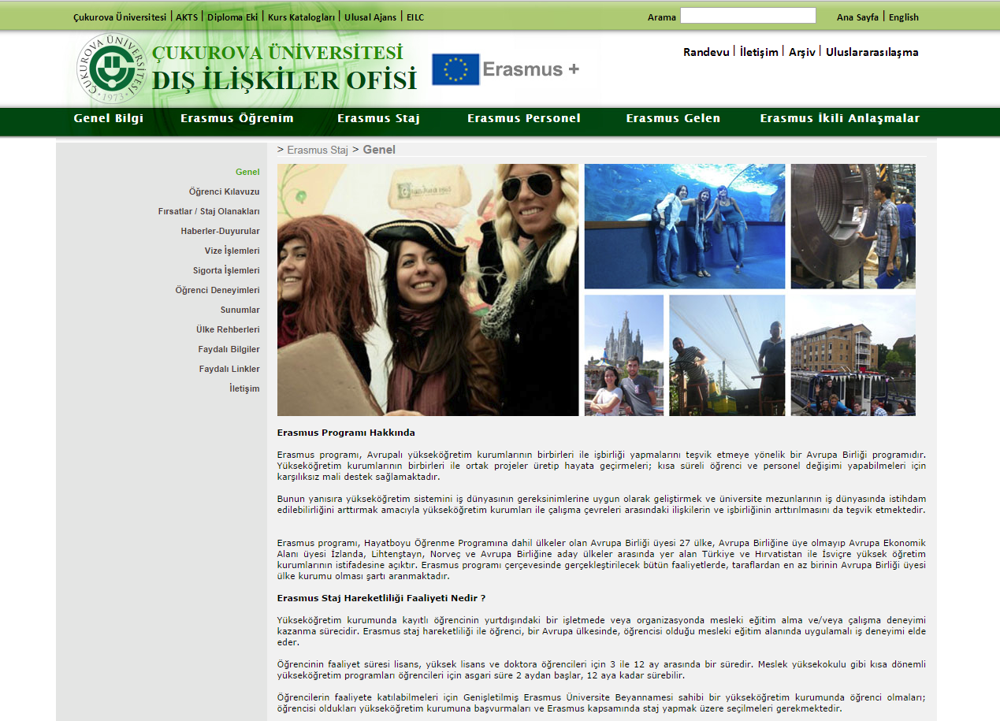 Çukurova Üniversitesi | AKTS | Diploma Eki | Kurs Katalogları | Ulusal Ajans | EILC
Arama
Ana Sayfa | English
ÇUKUROVA ÜNİVERSİTESİ
1973
ÇUKUROVA ÜNİVERSİTESİ
DIŞ İLİŞKİLER OFİSİ
Erasmus +
Randevu | İletişim | Arşiv | Uluslararasılaşma
Genel Bilgi
Erasmus Öğrenim
Erasmus Staj
Erasmus Personel
Erasmus Gelen
Erasmus İkili Anlaşmalar
Genel
Öğrenci Kılavuzu
Fırsatlar / Staj Olanakları
Haberler-Duyurular
Vize İşlemleri
Sigorta İşlemleri
Öğrenci Deneyimleri
Sunumlar
Ülke Rehberleri
Faydalı Bilgiler
Faydalı Linkler
İletişim
> Erasmus Staj > Genel
Erasmus Programı Hakkında
Erasmus programı, Avrupalı yükseköğretim kurumlarının birbirleri ile işbirliği yapmalarını teşvik etmeye yönelik bir Avrupa Birliği programıdır.
Yükseköğretim kurumlarının birbirleri ile ortak projeler üretip hayata geçirmeleri; kısa süreli öğrenci ve personel değişimi yapabilmeleri için
karşılıksız mali destek sağlamaktadır.
Bunun yanısıra yükseköğretim sistemini iş dünyasının gereksinimlerine uygun olarak geliştirmek ve üniversite mezunlarının iş dünyasında istihdam
edilebilirliğini arttırmak amacıyla yükseköğretim kurumları ile çalışma çevreleri arasındaki ilişkilerin ve işbirliğinin arttırılmasını da teşvik etmektedir.
Erasmus programı, Hayatboyu Öğrenme Programına dahil ülkeler olan Avrupa Birliği üyesi 27 ülke, Avrupa Birliğine üye olmayıp Avrupa Ekonomik
Alanı üyesi İzlanda, Lihtenştayn, Norveç ve Avrupa Birliğine aday ülkeler arasında yer alan Türkiye ve Hırvatistan ile İsviçre yüksek öğretim
kurumlarının istifadesine açıktır. Erasmus programı çerçevesinde gerçekleştirilecek bütün faaliyetlerde, taraflardan en az birinin Avrupa Birliği üyesi
ülke kurumu olması şartı aranmaktadır.
Erasmus Staj Hareketliliği Faaliyeti Nedir ?
Yükseköğretim kurumunda kayıtlı öğrencinin yurtdışındaki bir işletmede veya organizasyonda mesleki eğitim alma ve/veya çalışma deneyimi
kazanma sürecidir. Erasmus staj hareketliliği ile öğrenci, bir Avrupa ülkesinde, öğrencisi olduğu mesleki eğitim alanında uygulamalı iş deneyimi elde
eder.
Öğrencinin faaliyet süresi lisans, yüksek lisans ve doktora öğrencileri için 3 ile 12 ay arasında bir süredir. Meslek yüksekokulu gibi kısa dönemli
yükseköğretim programları öğrencileri için asgari süre 2 aydan başlar, 12 aya kadar sürebilir.
Öğrencilerin faaliyete katılabilmeleri için Genişletilmiş Erasmus Üniversite Beyannamesi sahibi bir yükseköğretim kurumunda öğrenci olmaları;
öğrencisi oldukları yükseköğretim kurumuna başvurmaları ve Erasmus kapsamında staj yapmak üzere seçilmeleri gerekmektedir.